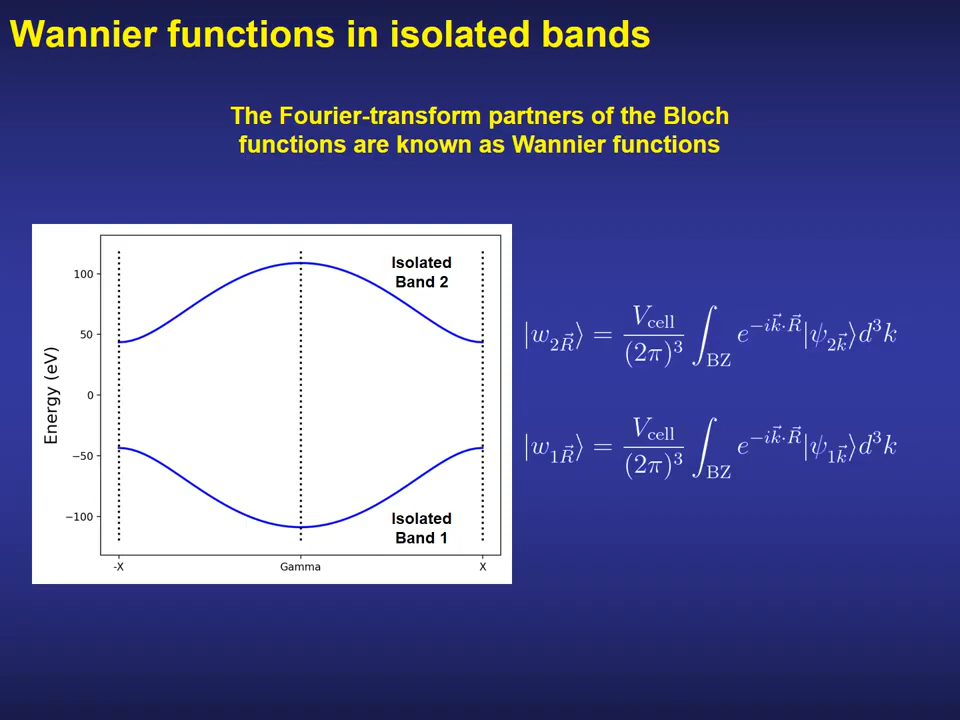 Wannier functions in isolated bands
The Fourier-transform partners of the Bloch
functions are known as Wannier functions
Energy (eV)
100
50
0
−50
−100
-X
Gamma
X
Isolated
Band 2
Isolated
Band 1
$|w_{2\vec{R}}\rangle = \frac{V_{\text{cell}}}{(2\pi)^3} \int_{\text{BZ}} e^{-i\vec{k}\cdot\vec{R}} |\psi_{2\vec{k}}\rangle d^3k$
$|w_{1\vec{R}}\rangle = \frac{V_{\text{cell}}}{(2\pi)^3} \int_{\text{BZ}} e^{-i\vec{k}\cdot\vec{R}} |\psi_{1\vec{k}}\rangle d^3k$